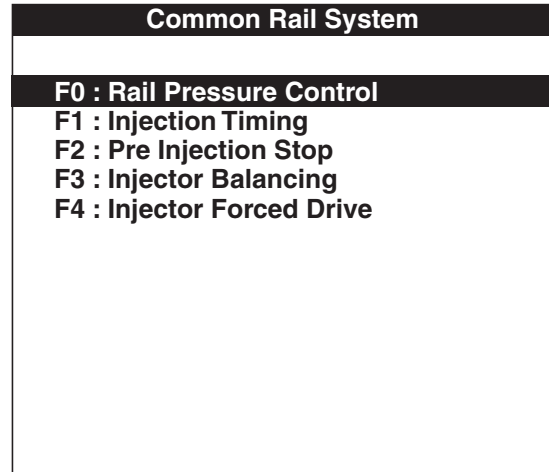 Common Rail System
F0 : Rail Pressure Control
F1 : Injection Timing
F2 : Pre Injection Stop
F3 : Injector Balancing
F4 : Injector Forced Drive